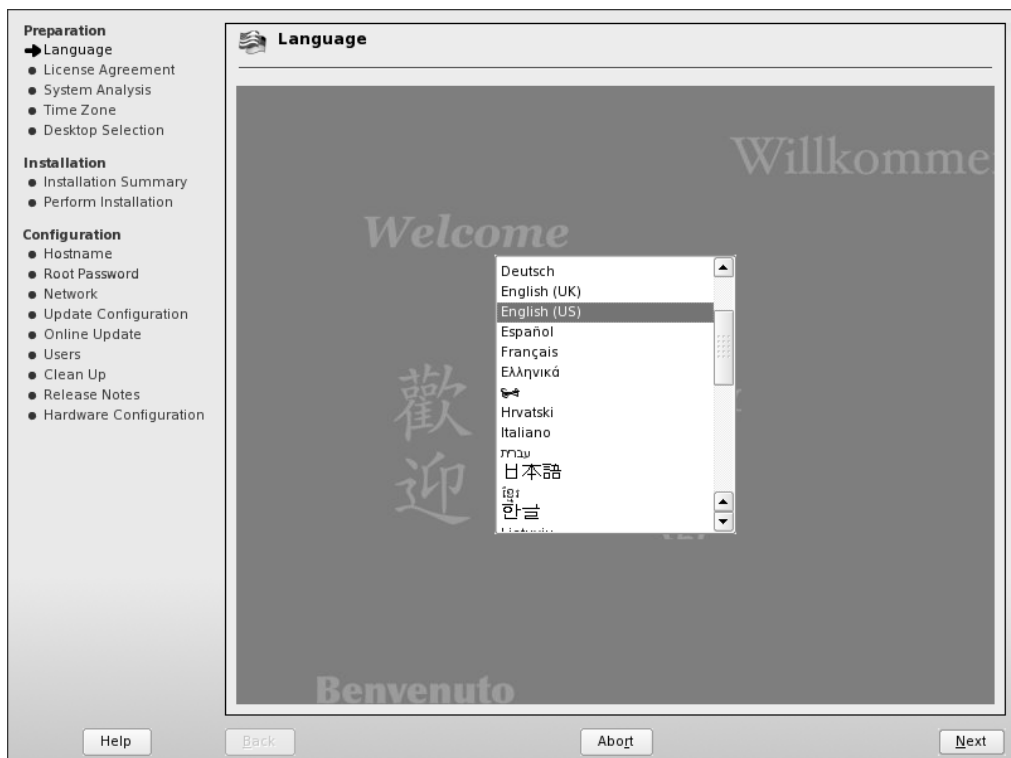 Preparation
Language
License Agreement
System Analysis
Time Zone
Desktop Selection
Installation
Installation Summary
Perform Installation
Configuration
Hostname
Root Password
Network
Update Configuration
Online Update
Users
Clean Up
Release Notes
Hardware Configuration
Language
Willkomme
Welcome
歡迎
Deutsch
English (UK)
English (US)
Español
Français
Ελληνικά
Hrvatski
Italiano
עברית
日本語
ខ្មែរ
한글
Benvenuto
Help
Back
Abort
Next